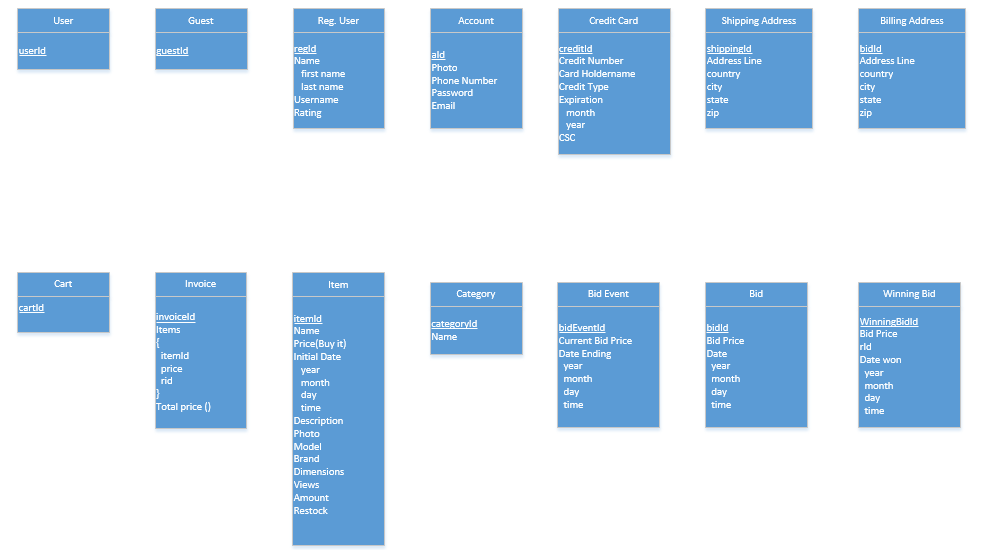 User
userId
Guest
guestId
Reg. User
regId
Name
first name
last name
Username
Rating
Account
aId
Photo
Phone Number
Password
Email
Credit Card
creditId
Credit Number
Card Holdername
Credit Type
Expiration
month
year
CSC
Shipping Address
shippingId
Address Line
country
city
state
zip
Billing Address
bidId
Address Line
country
city
state
zip
Cart
cartId
Invoice
invoiceId
Items
{
itemId
price
rid
}
Total price ()
Item
itemId
Name
Price(Buy it)
Initial Date
year
month
day
time
Description
Photo
Model
Brand
Dimensions
Views
Amount
Restock
Category
categoryId
Name
Bid Event
bidEventId
Current Bid Price
Date Ending
year
month
day
time
Bid
bidId
Bid Price
Date
year
month
day
time
Winning Bid
WinningBidId
Bid Price
rId
Date won
year
month
day
time